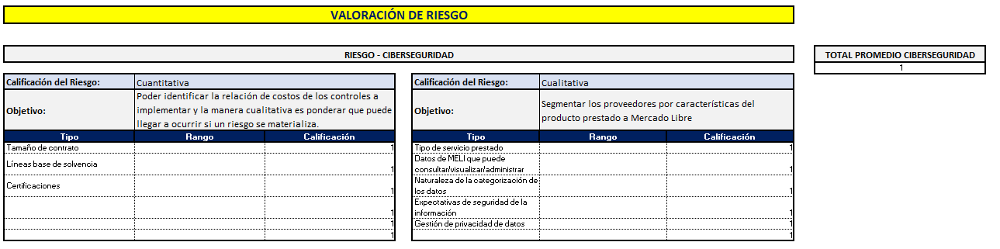 VALORACIÓN DE RIESGO
RIESGO - CIBERSEGURIDAD
TOTAL PROMEDIO CIBERSEGURIDAD
1
Calificación del Riesgo: Cuantitativa
Objetivo: Poder identificar la relación de costos de los controles a
implementar y la manera cualitativa es ponderar que puede
llegar a ocurrir si un riesgo se materializa.
Tipo Rango Calificación
Tamaño de contrato 1
Líneas base de solvencia 1
Certificaciones 1
1
1
Calificación del Riesgo: Cualitativa
Objetivo: Segmentar los proveedores por características del
producto prestado a Mercado Libre
Tipo Rango Calificación
Tipo de servicio prestado 1
Datos de MELI que puede
consultar/visualizar/administrar 1
Naturaleza de la categorización de
los datos 1
Expectativas de seguridad de la
información 1
Gestión de privacidad de datos
1